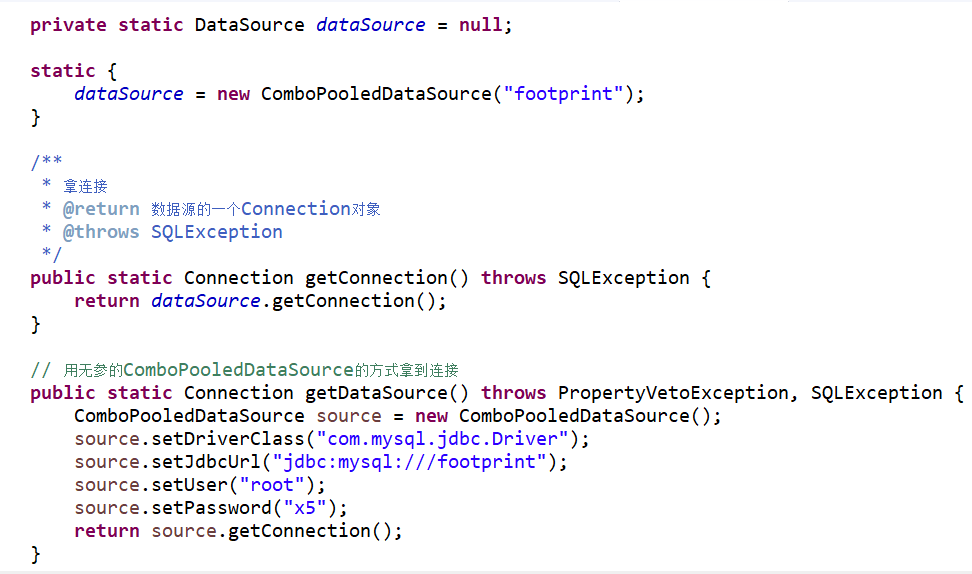 private static DataSource dataSource = null;
static {
dataSource = new ComboPooledDataSource("footprint");
}
/**
* 拿连接
* @return 数据源的一个Connection对象
* @throws SQLException
*/
public static Connection getConnection() throws SQLException {
return dataSource.getConnection();
}
// 用无参的ComboPooledDataSource的方式拿到连接
public static Connection getDataSource() throws PropertyVetoException, SQLException {
ComboPooledDataSource source = new ComboPooledDataSource();
source.setDriverClass("com.mysql.jdbc.Driver");
source.setJdbcUrl("jdbc:mysql:///footprint");
source.setUser("root");
source.setPassword("x5");
return source.getConnection();
}